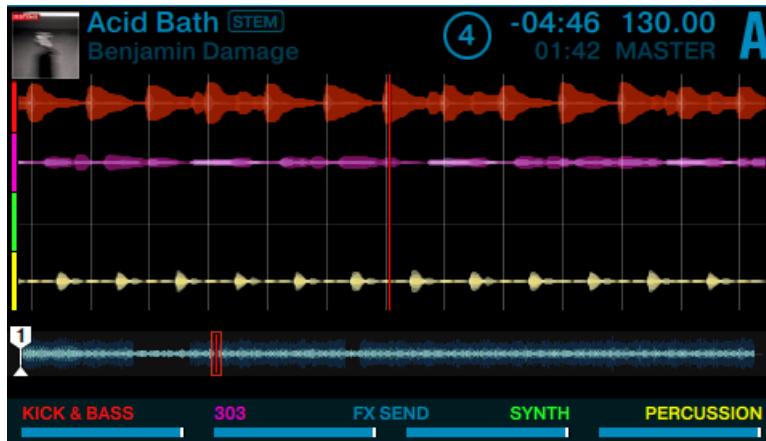 Acid Bath STEM
Benjamin Damage
4
-04:46 130.00
01:42 MASTER
A
1
KICK & BASS 303 FX SEND SYNTH PERCUSSION